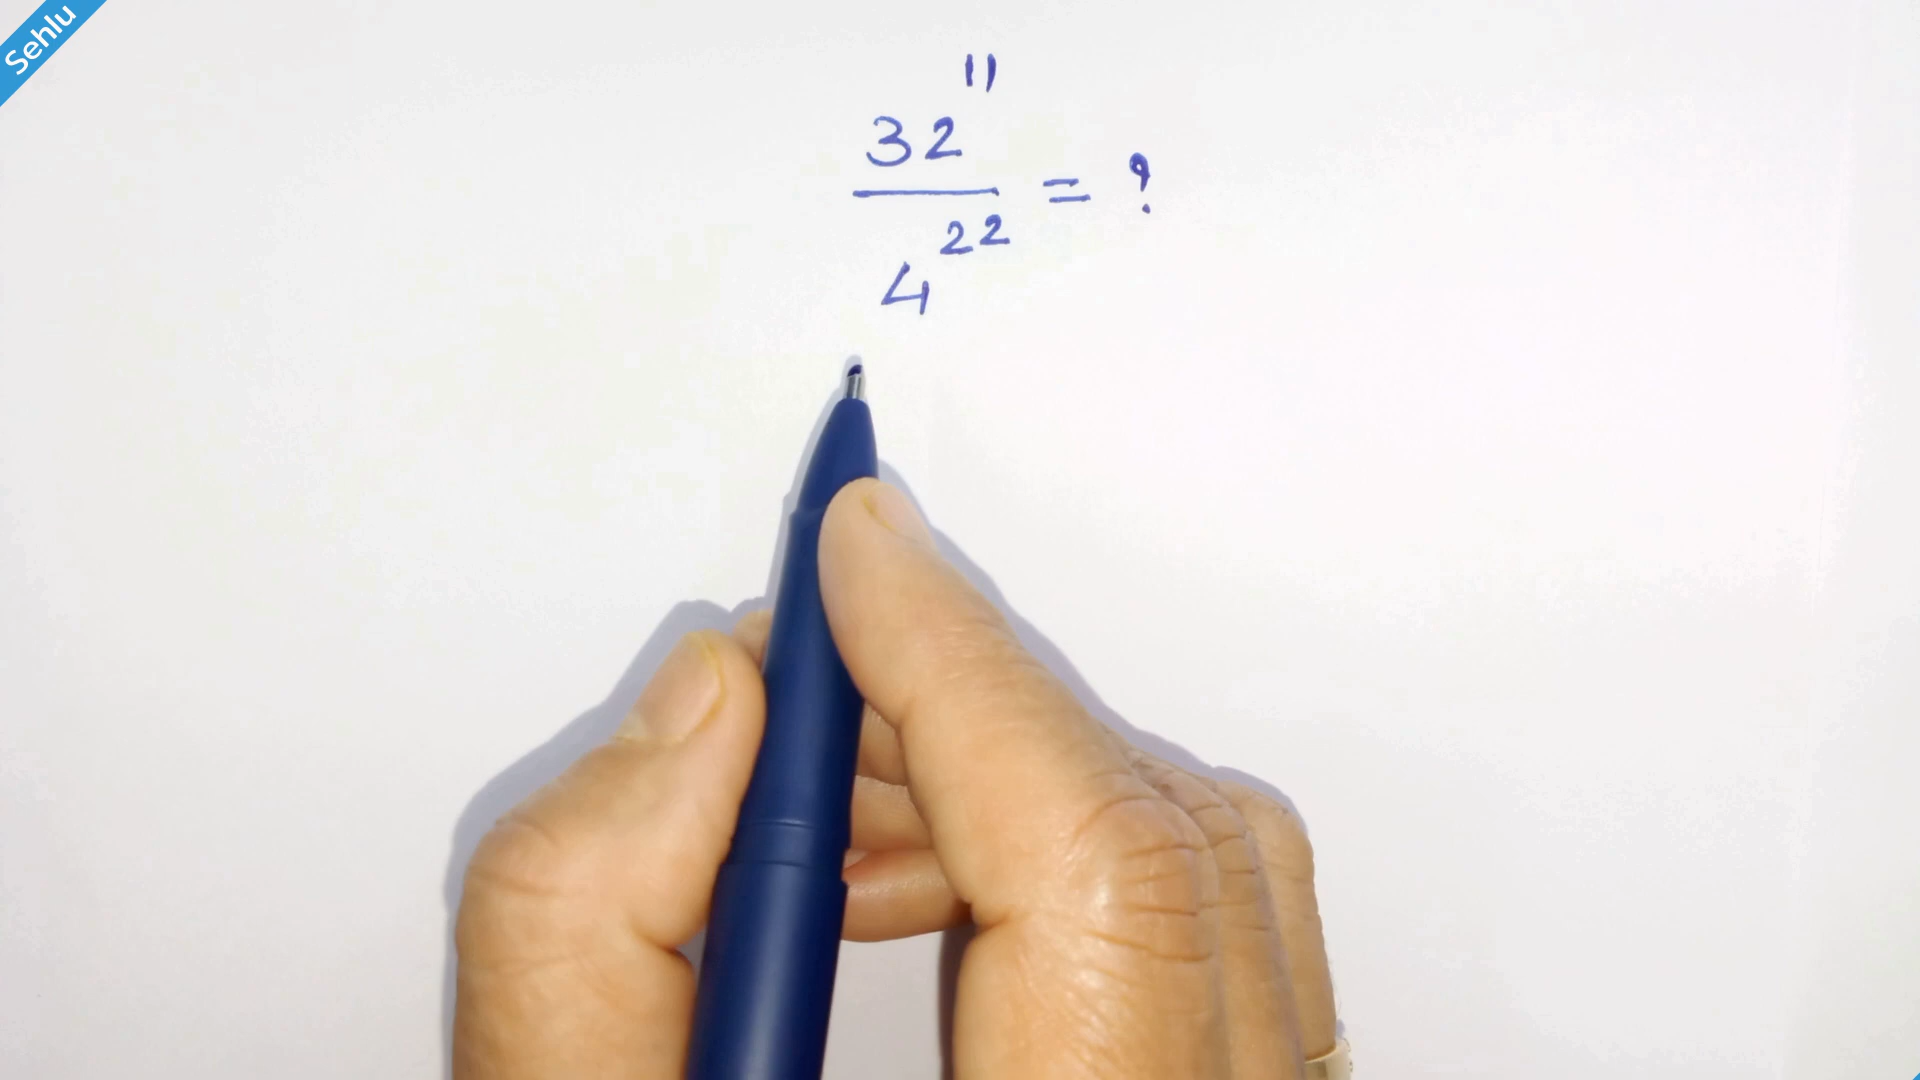 Sehlu
32^11
/ 4^22 = ?